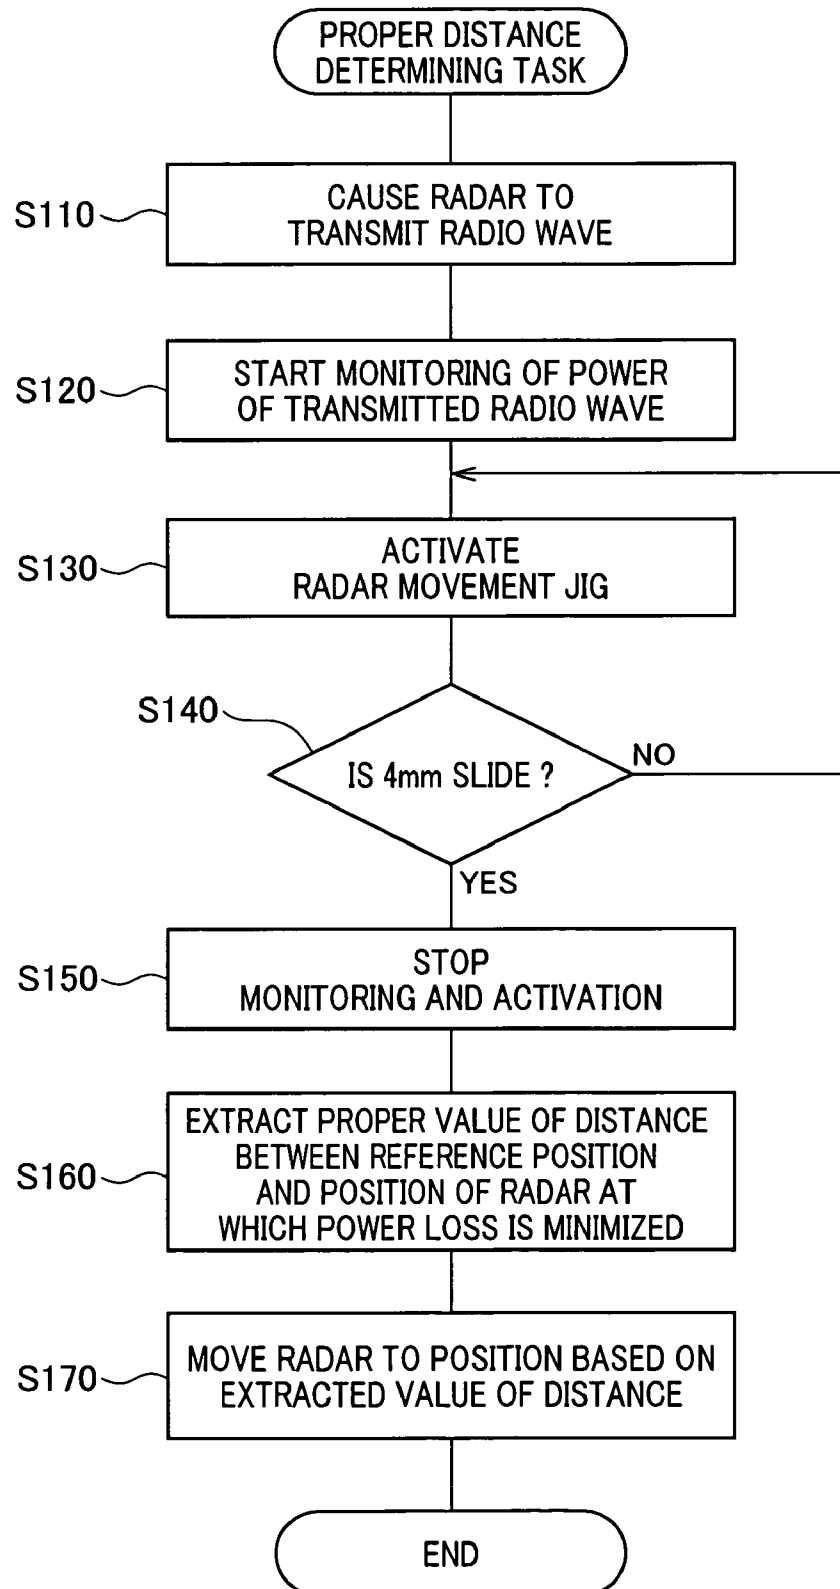 PROPER DISTANCE
DETERMINING TASK
S110
CAUSE RADAR TO
TRANSMIT RADIO WAVE
S120
START MONITORING OF POWER
OF TRANSMITTED RADIO WAVE
S130
ACTIVATE
RADAR MOVEMENT JIG
S140
IS 4mm SLIDE ?
NO
YES
S150
STOP
MONITORING AND ACTIVATION
S160
EXTRACT PROPER VALUE OF DISTANCE
BETWEEN REFERENCE POSITION
AND POSITION OF RADAR AT
WHICH POWER LOSS IS MINIMIZED
S170
MOVE RADAR TO POSITION BASED ON
EXTRACTED VALUE OF DISTANCE
END